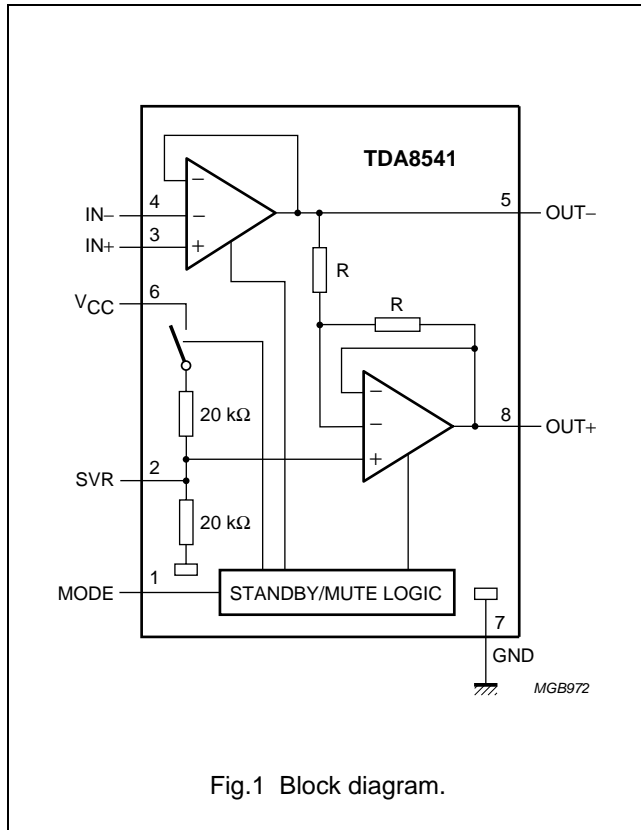 TDA8541
IN− 4 − −
IN+ 3 +
5 OUT−
R
VCC 6
R
20 kΩ
− − +
8 OUT+
SVR 2
20 kΩ
MODE 1
STANDBY/MUTE LOGIC
7
GND
MGB972
Fig.1 Block diagram.